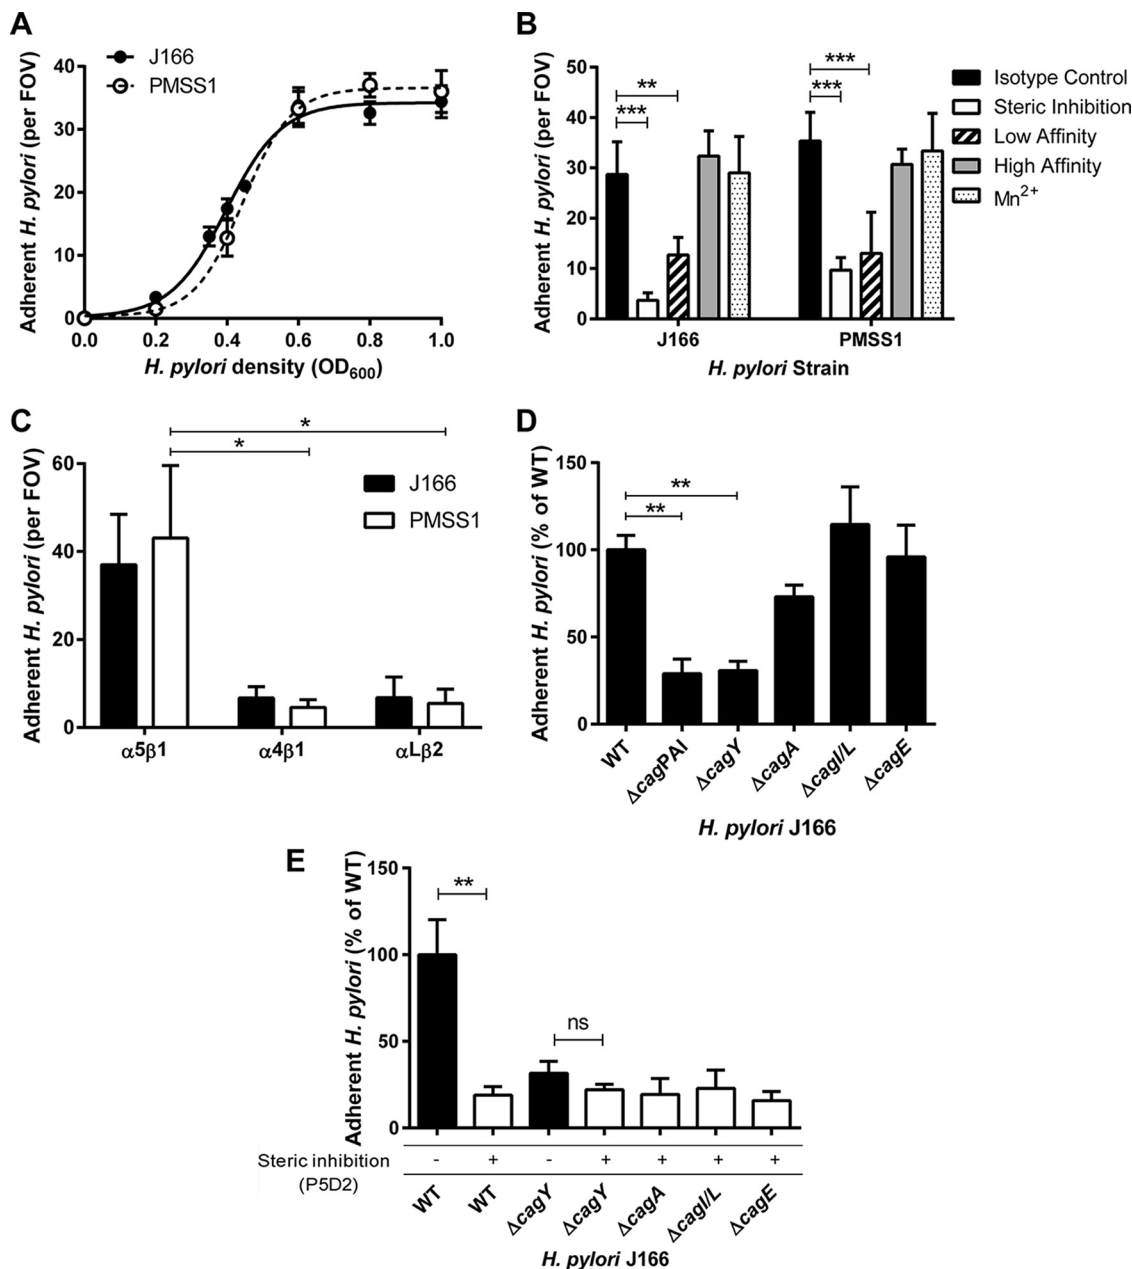 A
J166
PMSS1
Adherent H. pylori (per FOV)
40
30
20
10
0
0.0 0.2 0.4 0.6 0.8 1.0
H. pylori density (OD600)
B
Adherent H. pylori (per FOV)
50
40
30
20
10
0
** ***
*** ***
Isotype Control
Steric Inhibition
Low Affinity
High Affinity
Mn2+
J166 PMSS1
H. pylori Strain
C
*
*
Adherent H. pylori (per FOV)
60
40
20
0
J166
PMSS1
α5β1 α4β1 αLβ2
D
Adherent H. pylori (% of WT)
150
100
50
0
**
**
WT ΔcagPAI ΔcagY ΔcagA ΔcagI/L ΔcagE
H. pylori J166
E
Adherent H. pylori (% of WT)
150
100
50
0
**
ns
Steric inhibition - + - + + + +
(P5D2)
WT WT ΔcagY ΔcagY ΔcagA ΔcagI/L ΔcagE
H. pylori J166